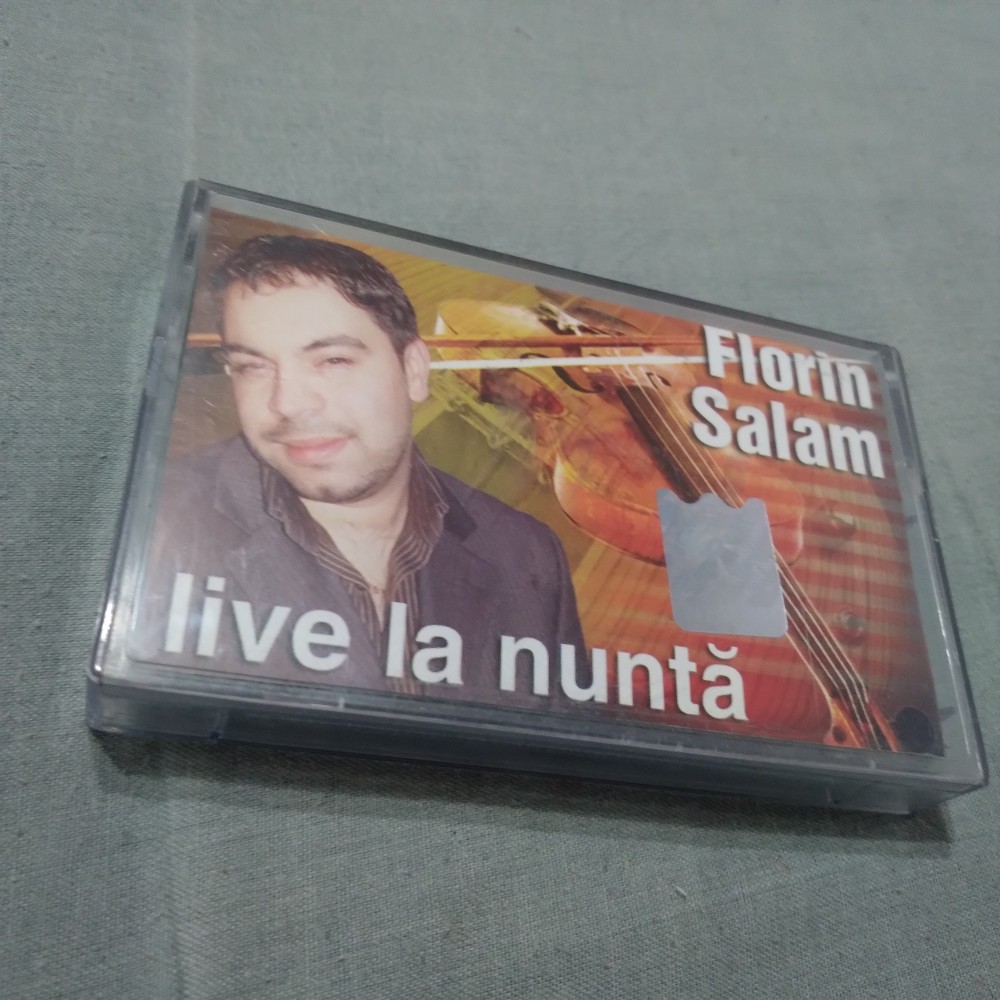 Florin
Salam
live la nuntă